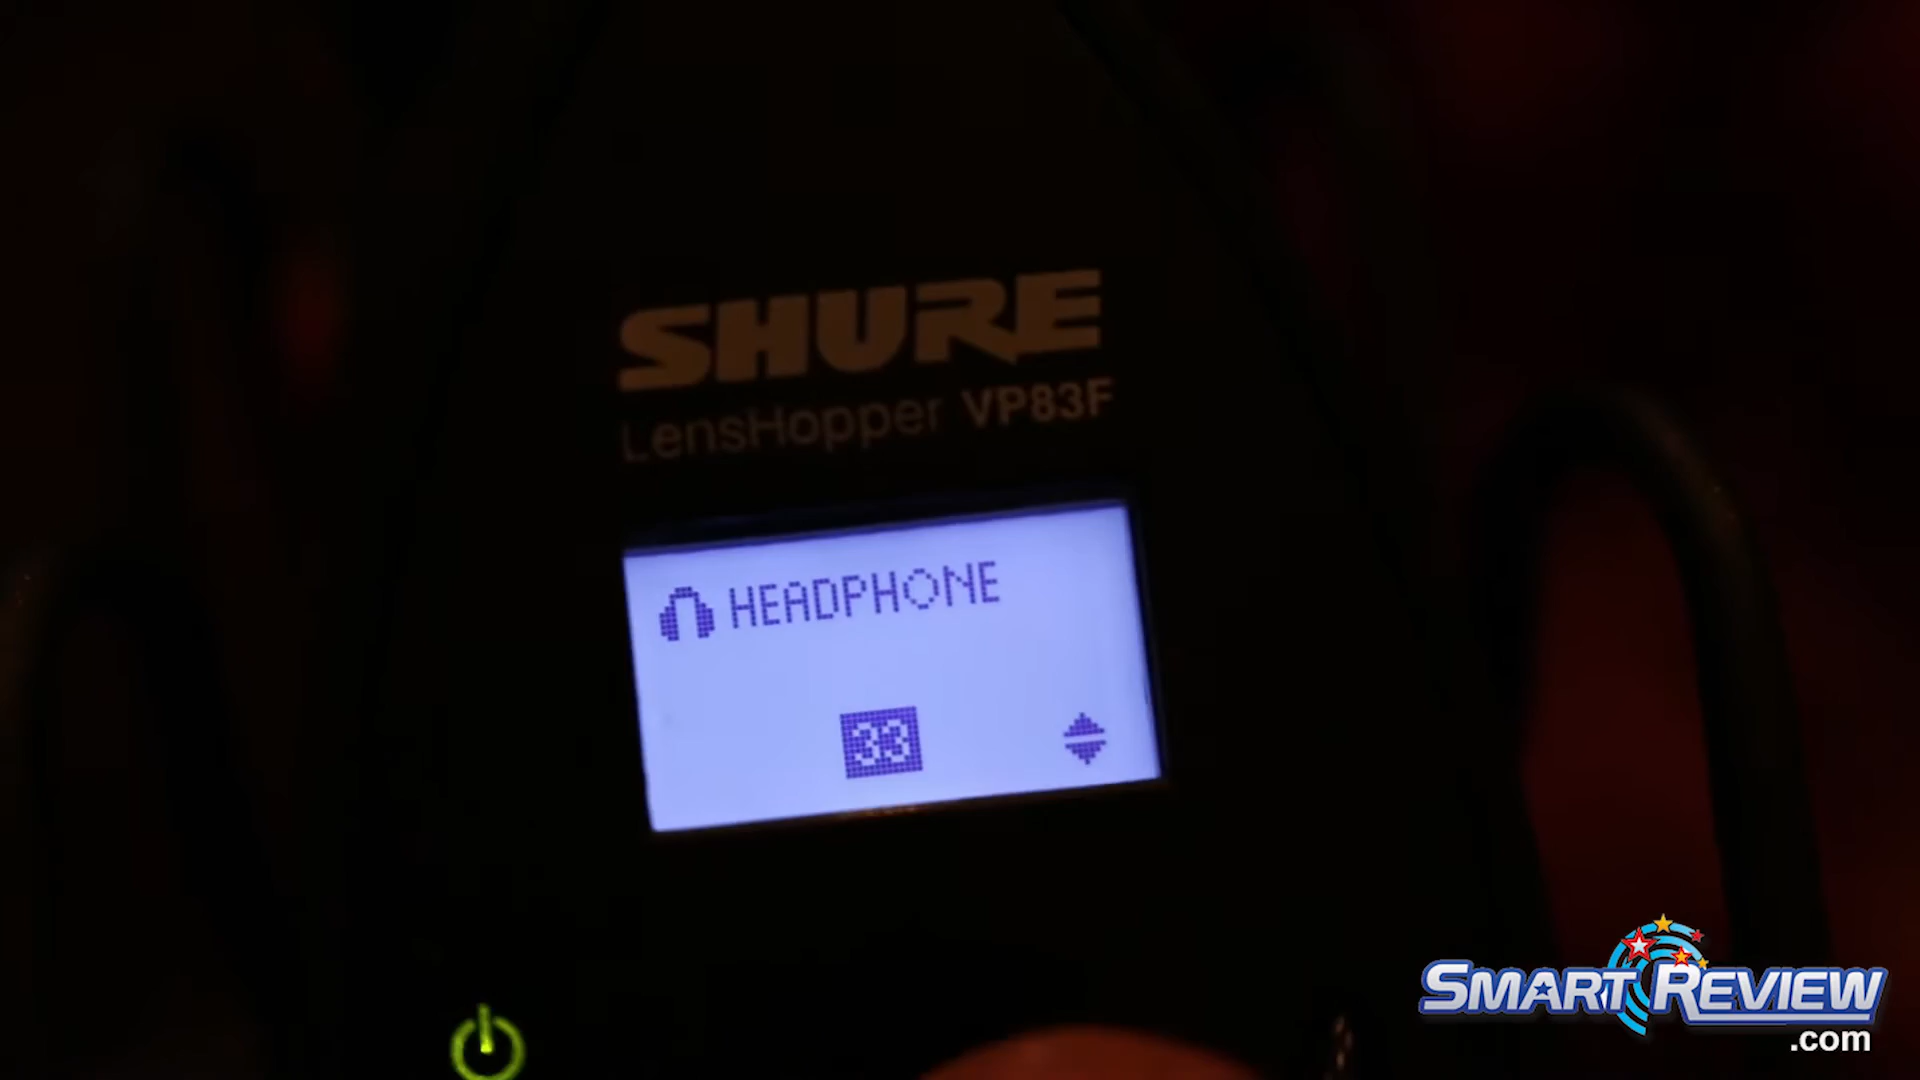 SHURE
LensHopper VP83F
HEADPHONE
33
SMART REVIEW
.com